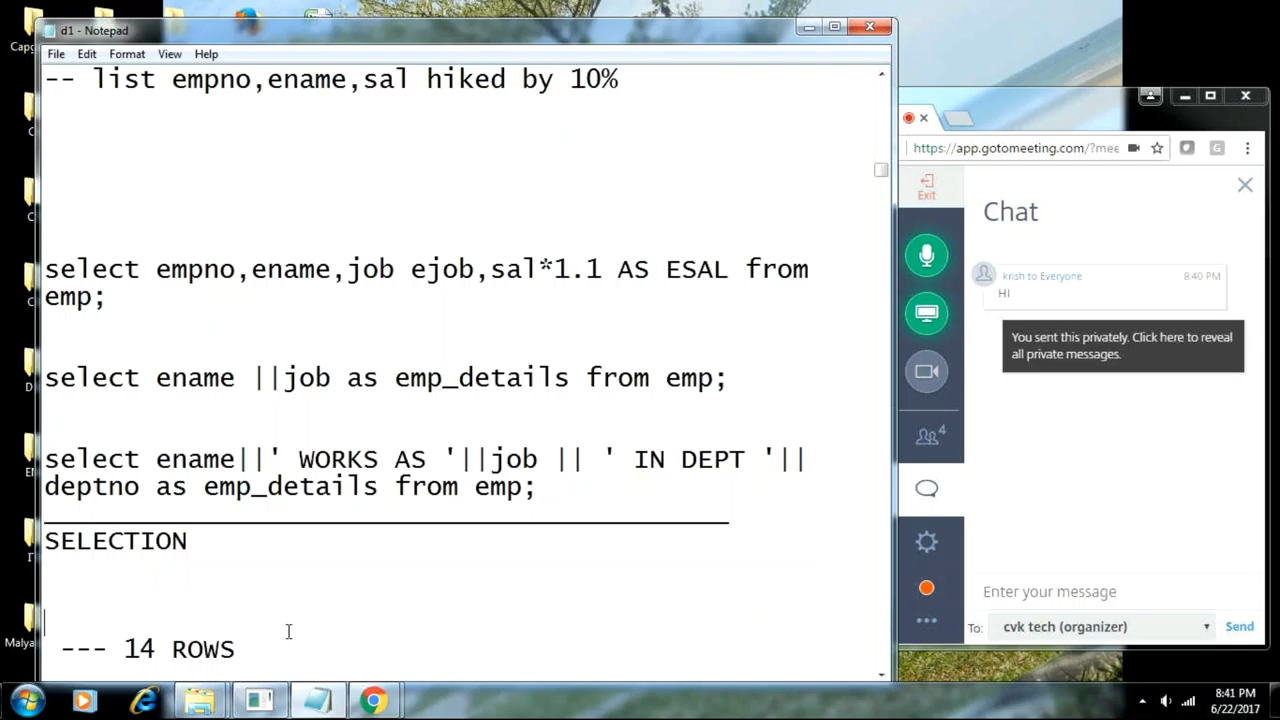 d1 - Notepad
File Edit Format View Help
-- list empno,ename,sal hiked by 10%
select empno,ename,job ejob,sal*1.1 AS ESAL from
emp;
select ename ||job as emp_details from emp;
select ename||' WORKS AS '||job || ' IN DEPT '||
deptno as emp_details from emp;
SELECTION
--- 14 ROWS
Capg
Malya
https://app.gotomeeting.com/?mee
Exit
Chat
krish to Everyone 8:40 PM
HI
You sent this privately. Click here to reveal
all private messages.
4
Enter your message
To: cvk tech (organizer) Send
8:41 PM
6/22/2017